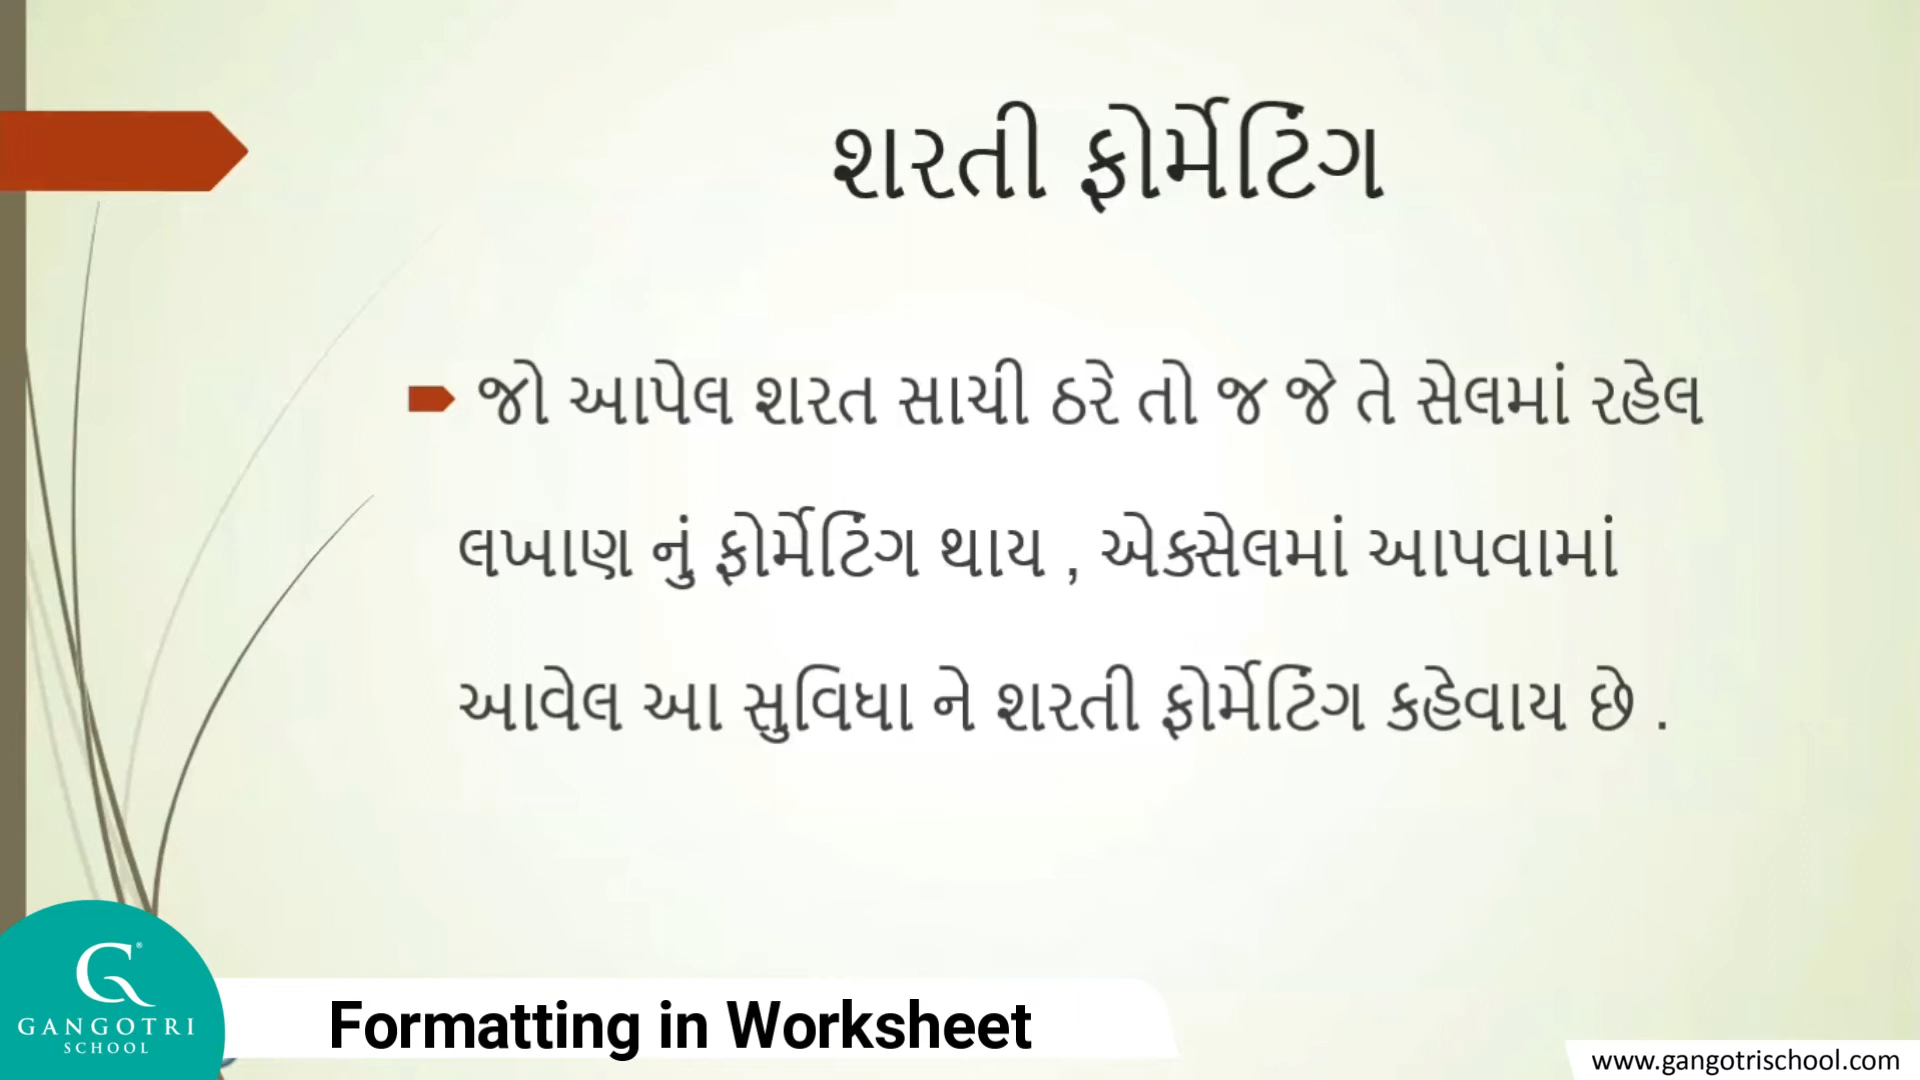 શરતી ફોર્મેટિંગ
જો આપેલ શરત સાચી ઠરે તો જ જે તે સેલમાં રહેલ
લખાણ નું ફોર્મેટિંગ થાય , એક્સેલમાં આપવામાં
આવેલ આ સુવિધા ને શરતી ફોર્મેટિંગ કહેવાય છે .
GANGOTRI
SCHOOL
Formatting in Worksheet
www.gangotrischool.com